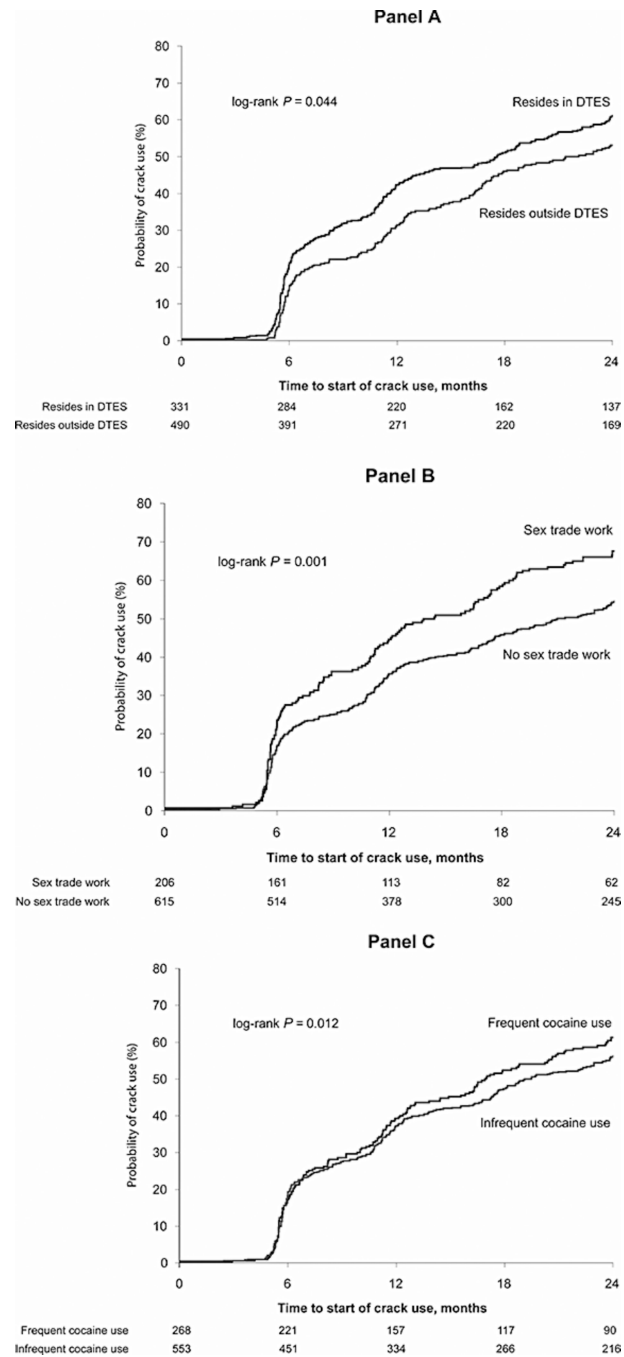 Panel A
80
70
60
50
40
30
20
10
0
Probability of crack use (%)
log-rank P = 0.044
Resides in DTES
Resides outside DTES
0 6 12 18 24
Time to start of crack use, months
Resides in DTES 331 284 220 162 137
Resides outside DTES 490 391 271 220 169
Panel B
80
70
60
50
40
30
20
10
0
Probability of crack use (%)
log-rank P = 0.001
Sex trade work
No sex trade work
0 6 12 18 24
Time to start of crack use, months
Sex trade work 206 161 113 82 62
No sex trade work 615 514 378 300 245
Panel C
80
70
60
50
40
30
20
10
0
Probability of crack use (%)
log-rank P = 0.012
Frequent cocaine use
Infrequent cocaine use
0 6 12 18 24
Time to start of crack use, months
Frequent cocaine use 268 221 157 117 90
Infrequent cocaine use 553 451 334 266 216